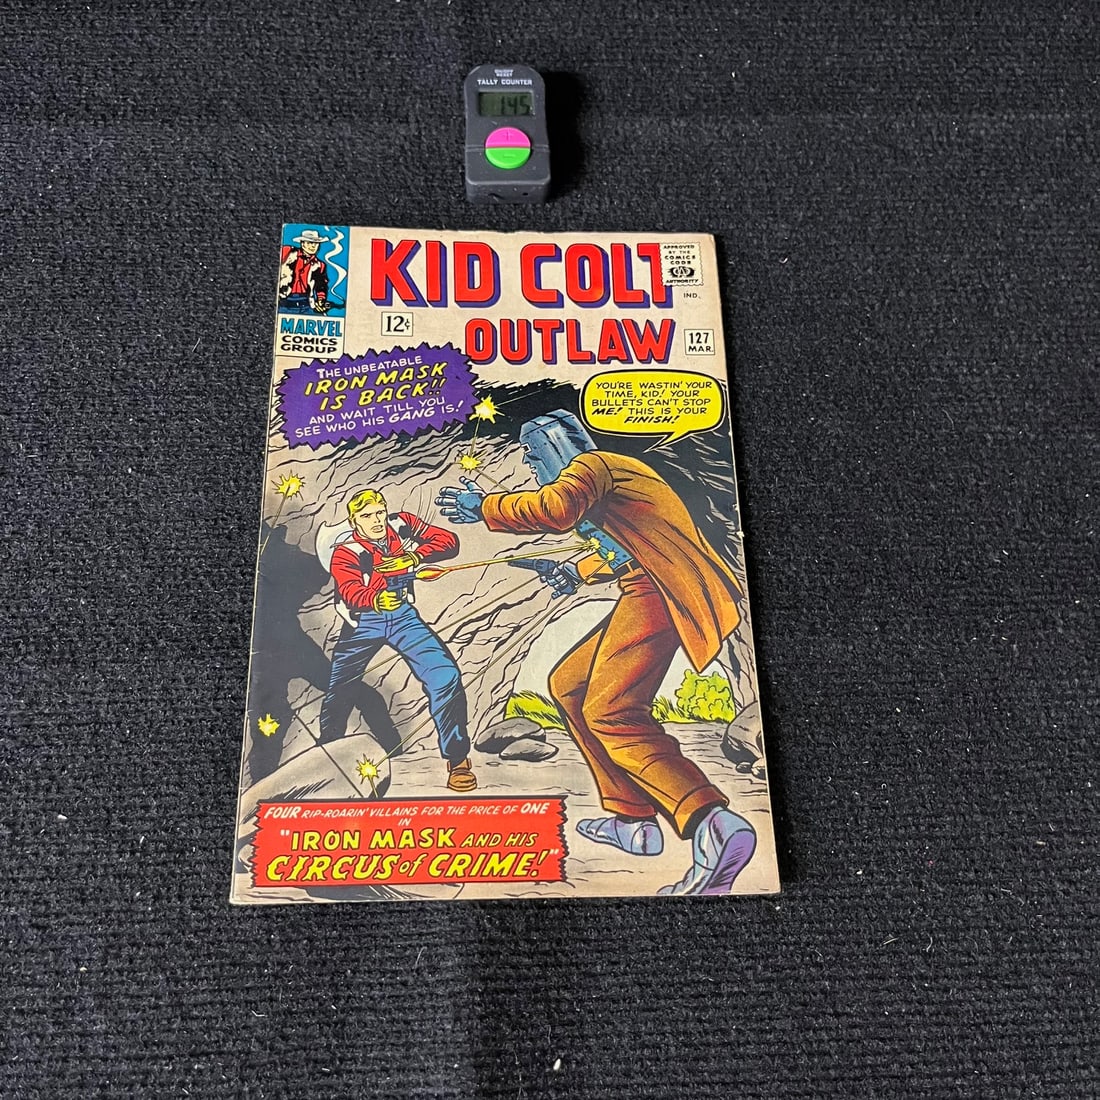 ON/OFF
RESET
TALLY COUNTER
145
+
−
KID COLT
OUTLAW
APPROVED
BY THE
COMICS
CODE
AUTHORITY
IND.
MARVEL
COMICS
GROUP
12¢
127
MAR.
THE UNBEATABLE
IRON MASK
IS BACK!!
AND WAIT TILL YOU
SEE WHO HIS GANG IS!
YOU'RE WASTIN' YOUR
TIME, KID! YOUR
BULLETS CAN'T STOP
ME! THIS IS YOUR
FINISH!
FOUR RIP-ROARIN' VILLAINS FOR THE PRICE OF ONE
IN
"IRON MASK AND HIS
CIRCUS of CRIME!"